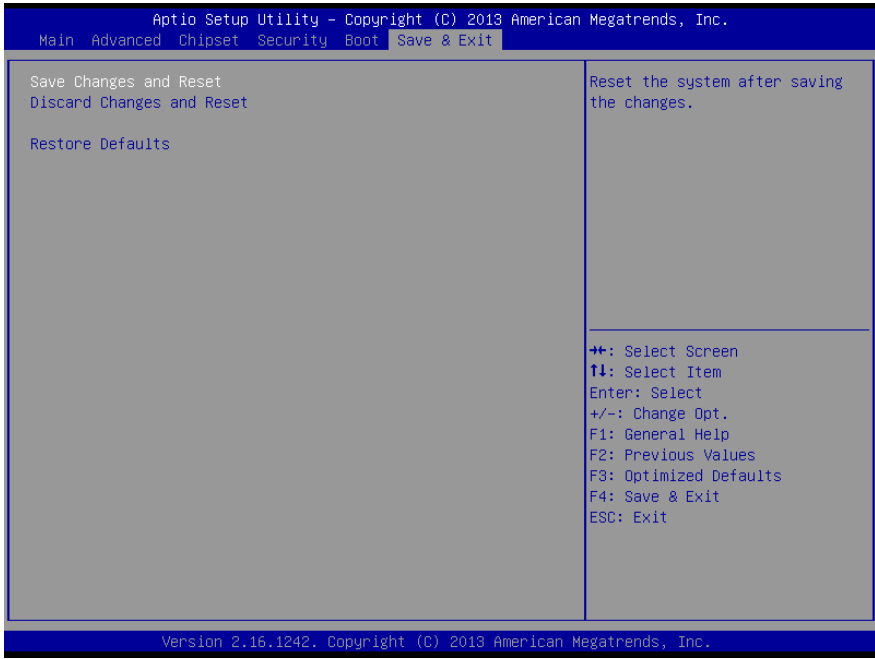 Aptio Setup Utility – Copyright (C) 2013 American Megatrends, Inc.
Main Advanced Chipset Security Boot Save & Exit
Save Changes and Reset
Discard Changes and Reset
Restore Defaults
Reset the system after saving
the changes.
→←: Select Screen
↑↓: Select Item
Enter: Select
+/-: Change Opt.
F1: General Help
F2: Previous Values
F3: Optimized Defaults
F4: Save & Exit
ESC: Exit
Version 2.16.1242. Copyright (C) 2013 American Megatrends, Inc.